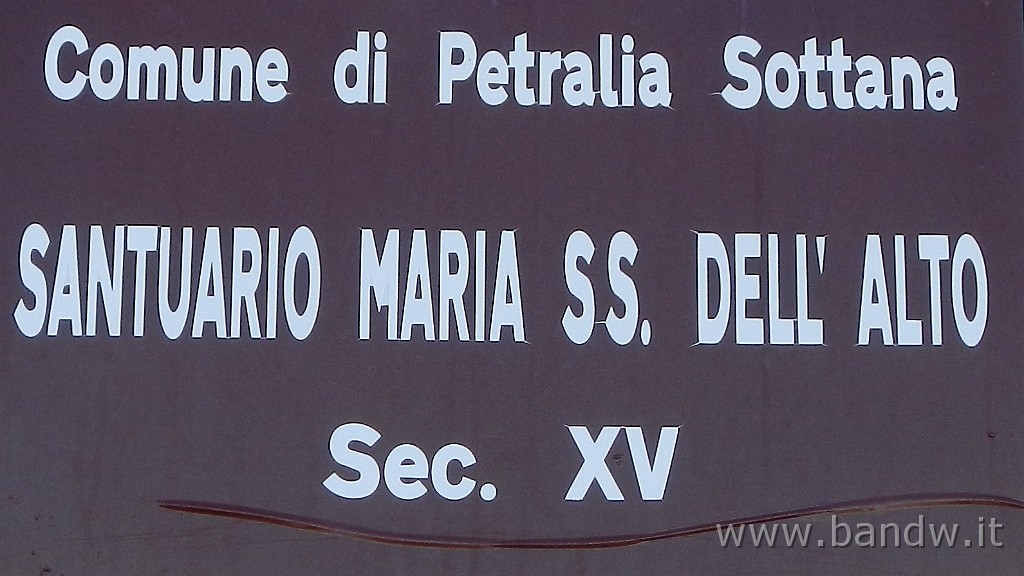 Comune di Petralia Sottana
SANTUARIO MARIA S.S. DELL' ALTO
Sec. XV
www.bandw.it